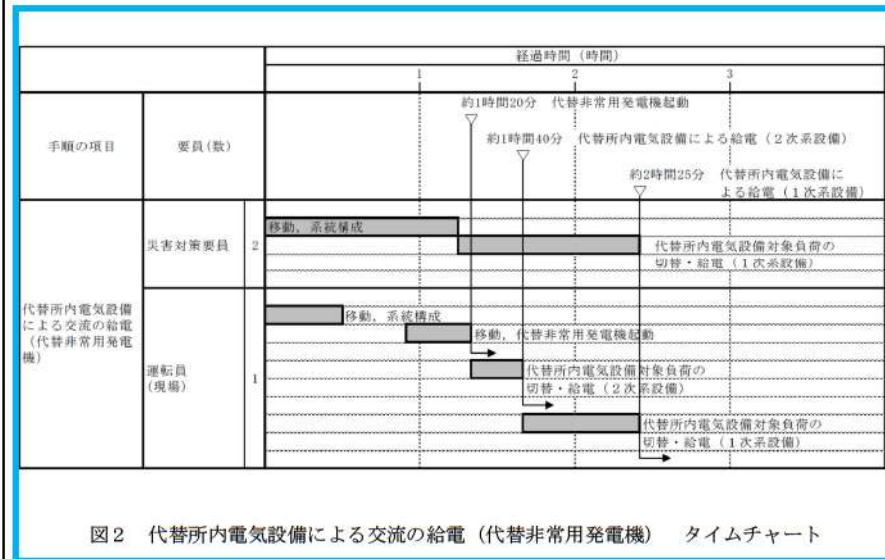 経過時間(時間)
1 2 3
手順の項目
要員(数)
約1時間20分 代替非常用発電機起動
約1時間40分 代替所内電気設備による給電(2次系設備)
約2時間25分 代替所内電気設備に
よる給電(1次系設備)
代替所内電気設備
による交流の給電
(代替非常用発電
機)
災害対策要員
2
移動,系統構成
代替所内電気設備対象負荷の
切替・給電(1次系設備)
運転員
(現場)
1
移動,系統構成
移動,代替非常用発電機起動
代替所内電気設備対象負荷の
切替・給電(2次系設備)
代替所内電気設備対象負荷の
切替・給電(1次系設備)
図2 代替所内電気設備による交流の給電(代替非常用発電機) タイムチャート